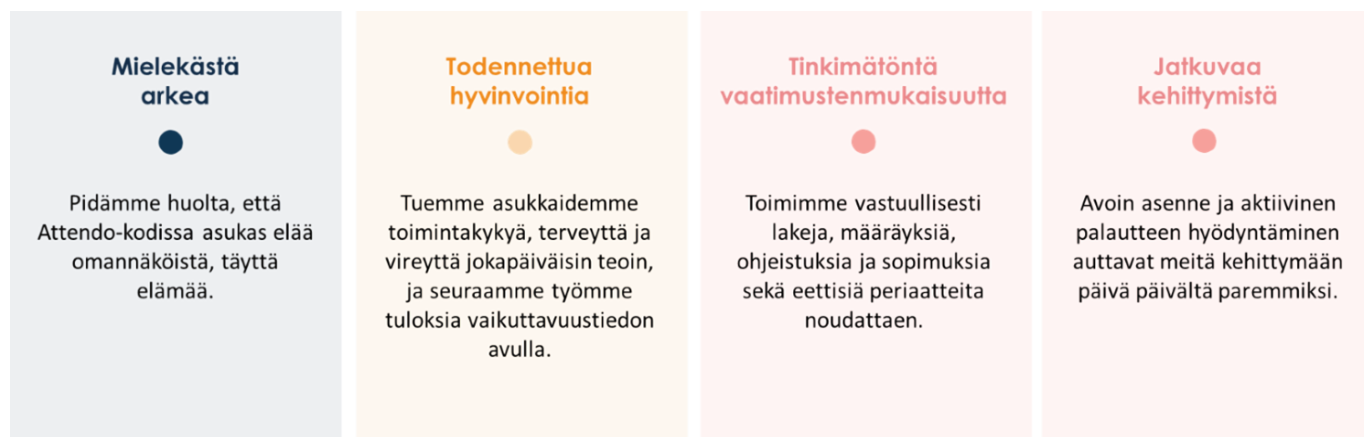 Mielekästä
arkea
Pidämme huolta, että
Attendo-kodissa asukas elää
omannäköistä, täyttä
elämää.
Todennettua
hyvinvointia
Tuemme asukkaidemme
toimintakykyä, terveyttä ja
vireyttä jokapäiväisin teoin,
ja seuraamme työmme
tuloksia vaikuttavuustiedon
avulla.
Tinkimätöntä
vaatimustenmukaisuutta
Toimimme vastuullisesti
lakeja, määräyksiä,
ohjeistuksia ja sopimuksia
sekä eettisiä periaatteita
noudattaen.
Jatkuvaa
kehittymistä
Avoin asenne ja aktiivinen
palautteen hyödyntäminen
auttavat meitä kehittymään
päivä päivältä paremmiksi.